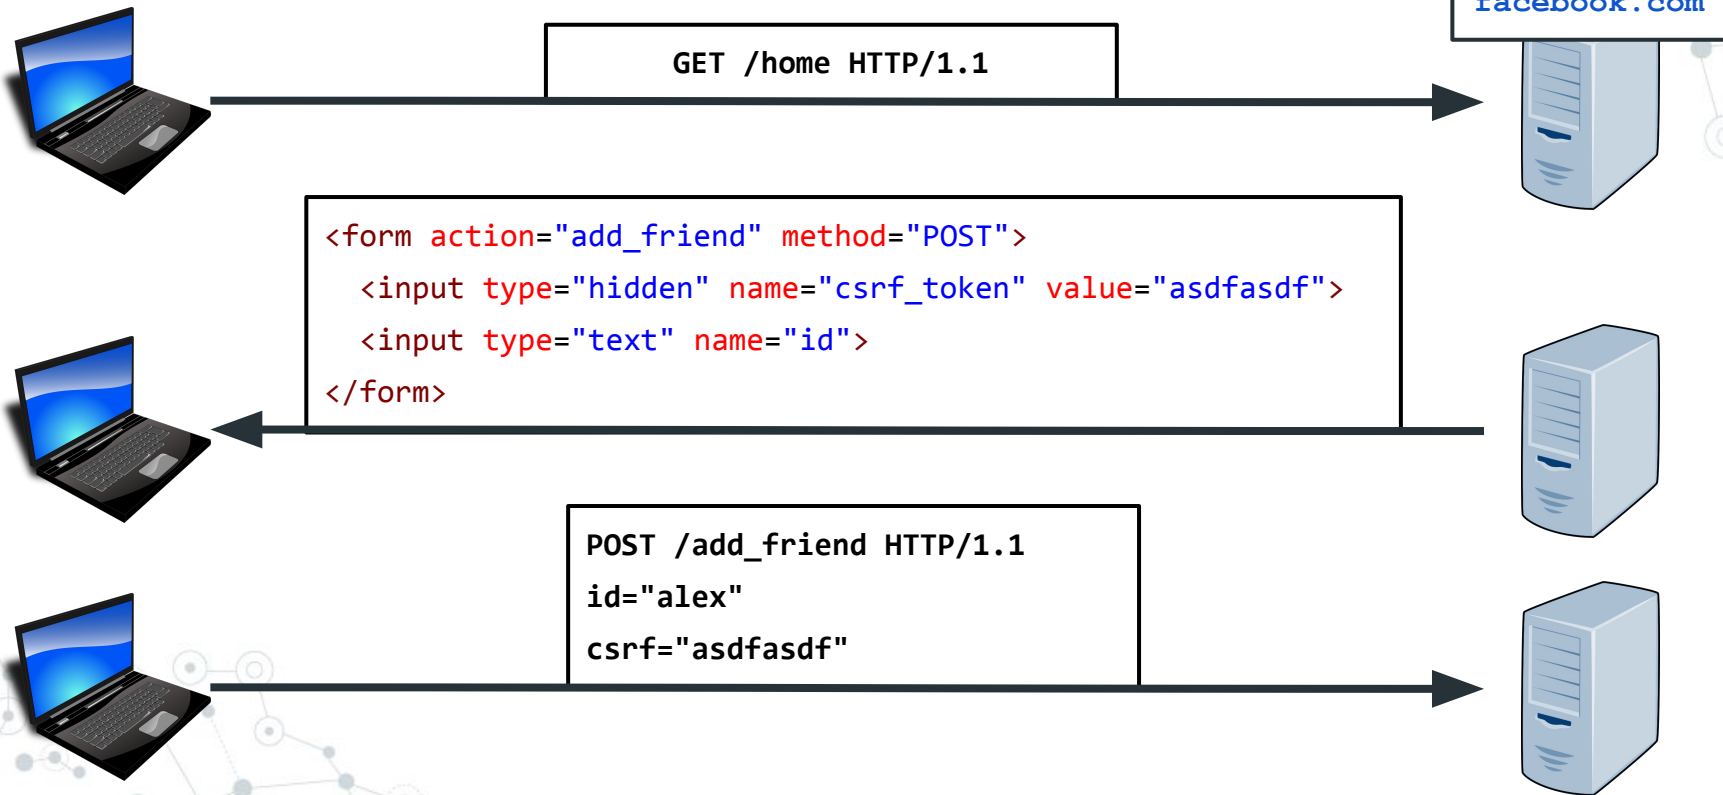 facebook.com
GET /home HTTP/1.1
<form action="add_friend" method="POST">
<input type="hidden" name="csrf_token" value="asdfasdf">
<input type="text" name="id">
</form>
POST /add_friend HTTP/1.1
id="alex"
csrf="asdfasdf"